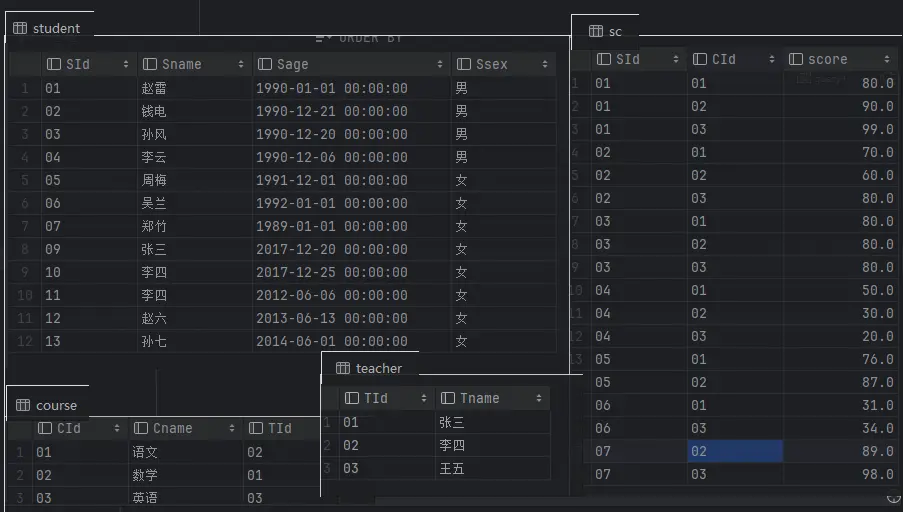 student
SId Sname Sage Ssex
1 01 赵雷 1990-01-01 00:00:00 男
2 02 钱电 1990-12-21 00:00:00 男
3 03 孙风 1990-12-20 00:00:00 男
4 04 李云 1990-12-06 00:00:00 男
5 05 周梅 1991-12-01 00:00:00 女
6 06 吴兰 1992-01-01 00:00:00 女
7 07 郑竹 1989-01-01 00:00:00 女
8 09 张三 2017-12-20 00:00:00 女
9 10 李四 2017-12-25 00:00:00 女
10 11 李四 2012-06-06 00:00:00 女
11 12 赵六 2013-06-13 00:00:00 女
12 13 孙七 2014-06-01 00:00:00 女
sc
SId CId score
1 01 01 80.0
2 01 02 90.0
3 01 03 99.0
4 02 01 70.0
5 02 02 60.0
6 02 03 80.0
7 03 01 80.0
8 03 02 80.0
9 03 03 80.0
10 04 01 50.0
11 04 02 30.0
12 04 03 20.0
13 05 01 76.0
05 02 87.0
06 01 31.0
06 03 34.0
07 02 89.0
07 03 98.0
course
CId Cname TId
1 01 语文 02
2 02 数学 01
3 03 英语 03
teacher
TId Tname
1 01 张三
2 02 李四
3 03 王五